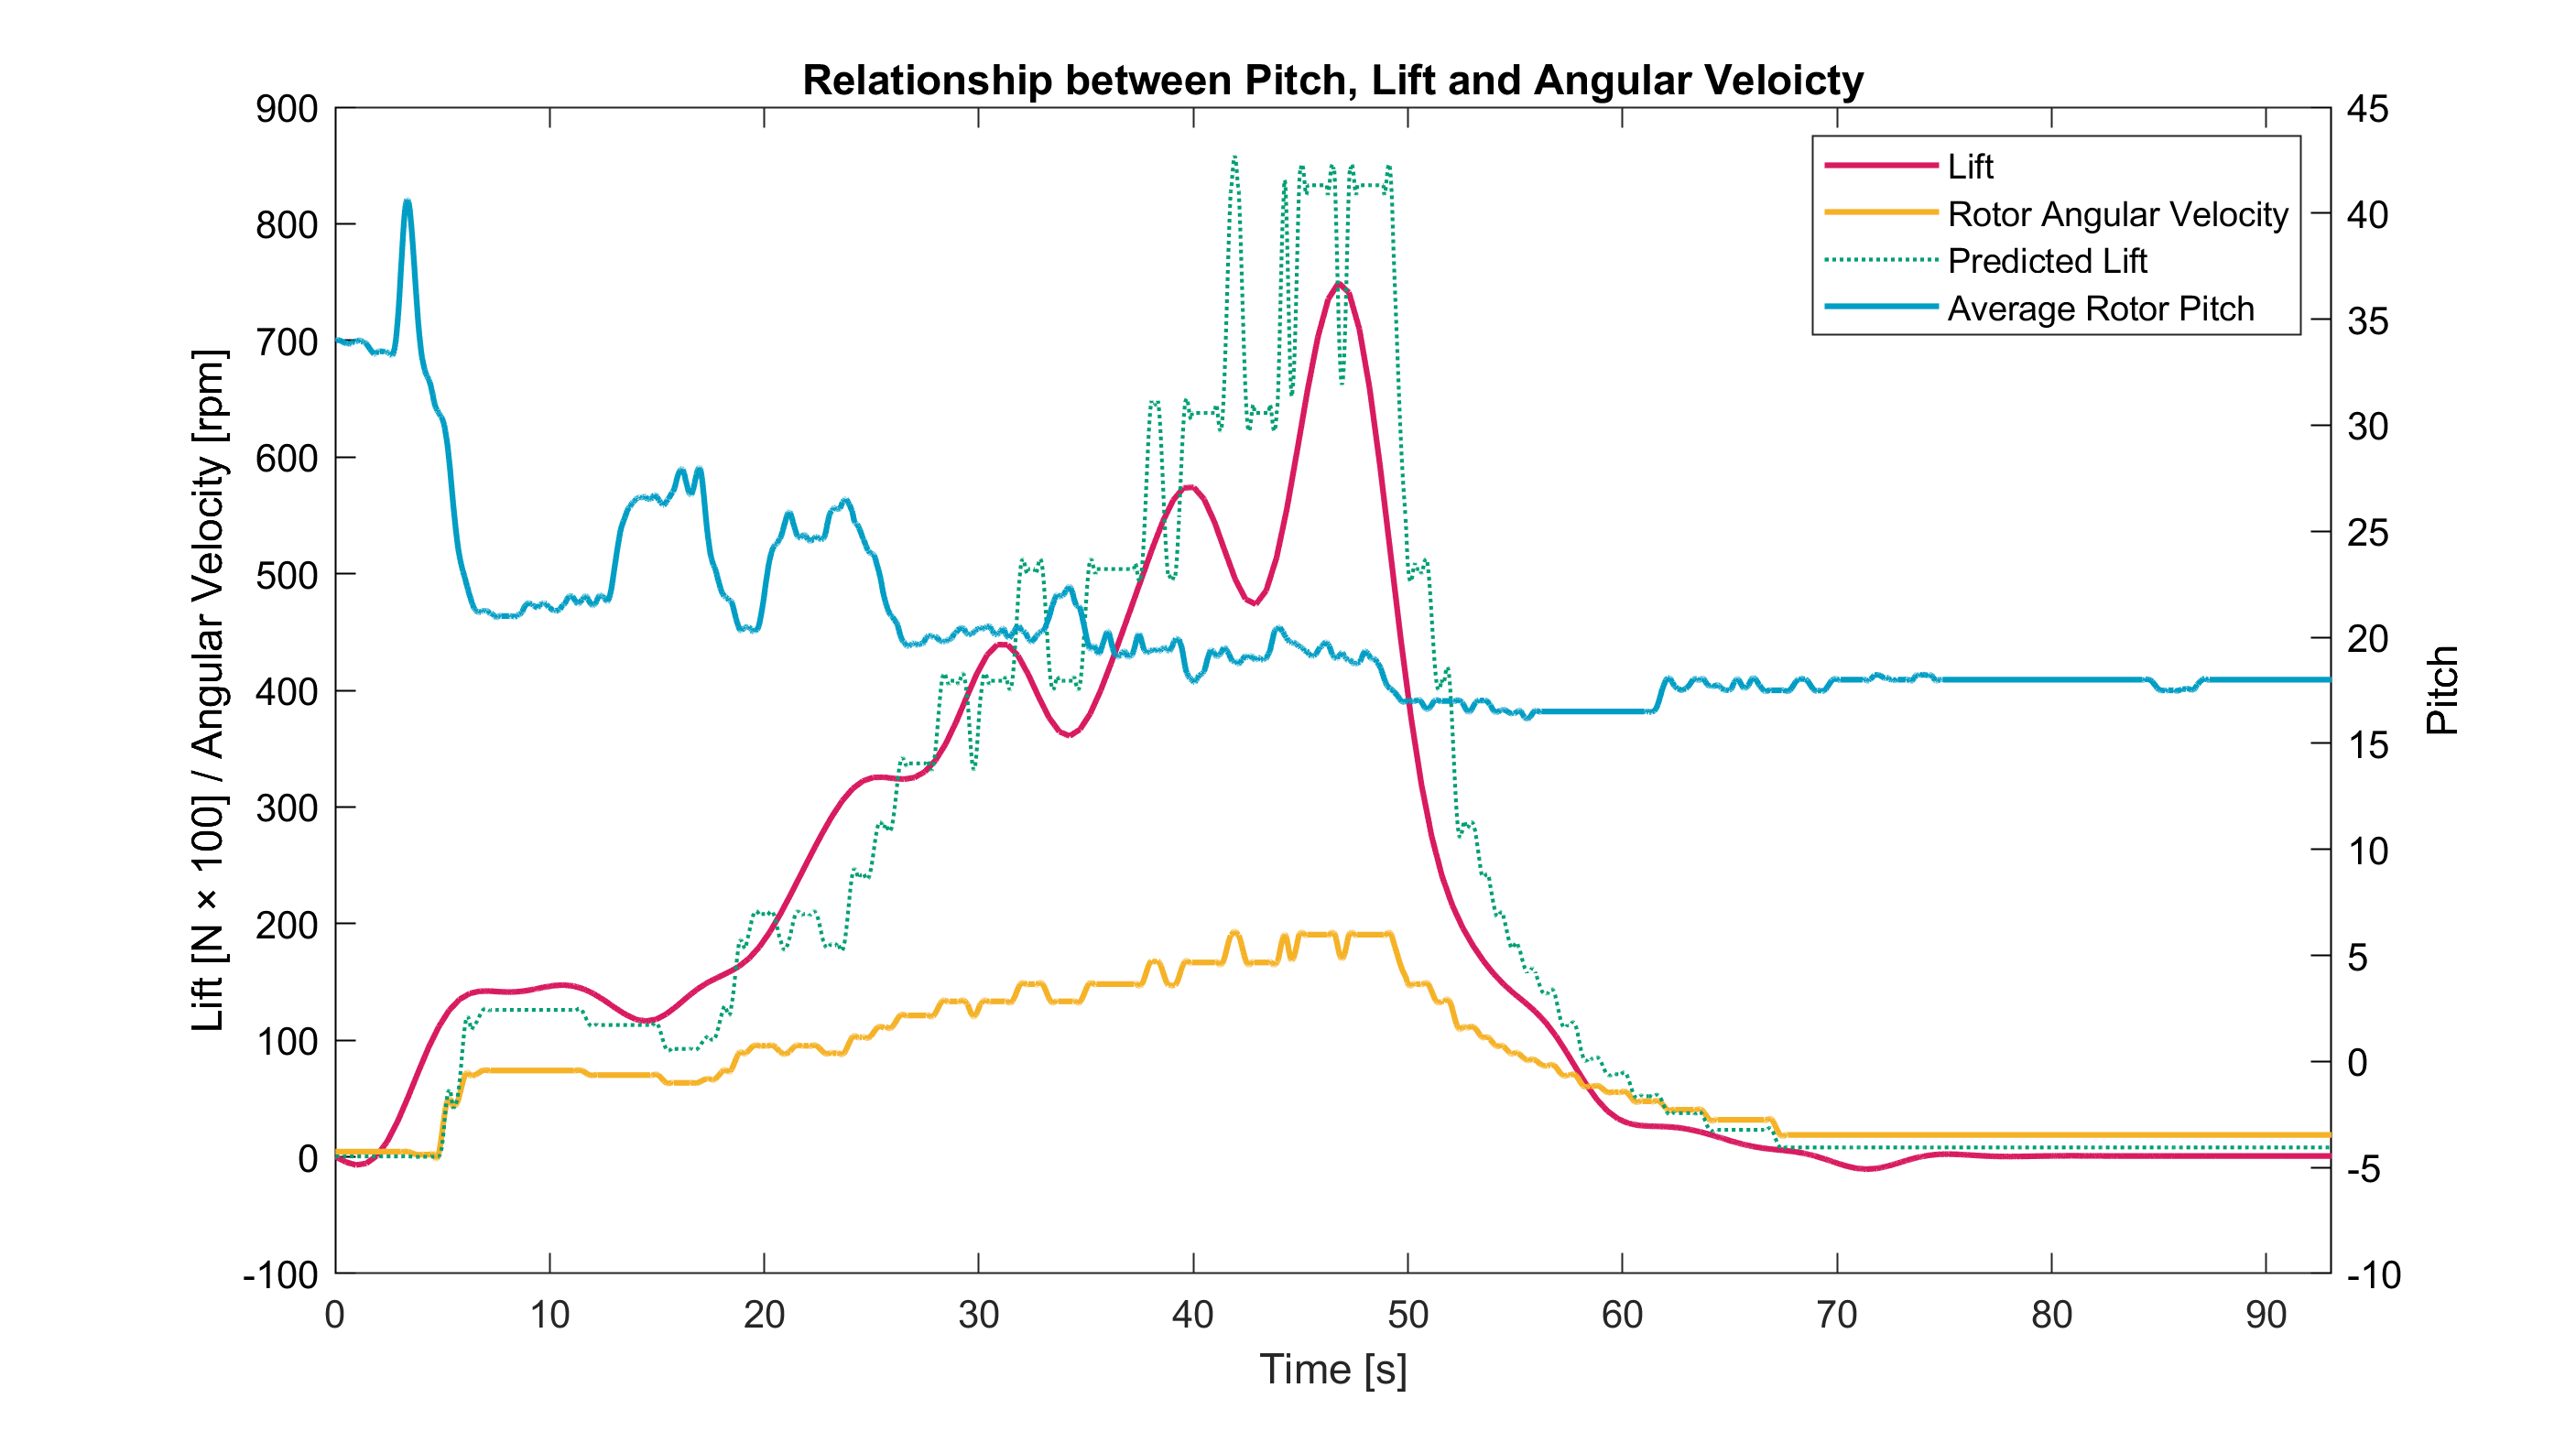 Relationship between Pitch, Lift and Angular Veloicty
900
800
700
600
500
400
300
200
100
0
-100
Lift [N × 100] / Angular Velocity [rpm]
45
40
35
30
25
20
15
10
5
0
-5
-10
Pitch
Lift
Rotor Angular Velocity
Predicted Lift
Average Rotor Pitch
0 10 20 30 40 50 60 70 80 90
Time [s]